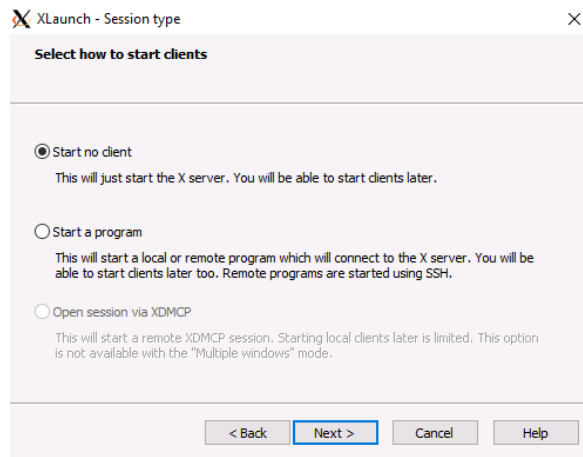 XLaunch - Session type
Select how to start clients
Start no client
This will just start the X server. You will be able to start clients later.
Start a program
This will start a local or remote program which will connect to the X server. You will be
able to start clients later too. Remote programs are started using SSH.
Open session via XDMCP
This will start a remote XDMCP session. Starting local clients later is limited. This option
is not available with the "Multiple windows" mode.
< Back Next > Cancel Help